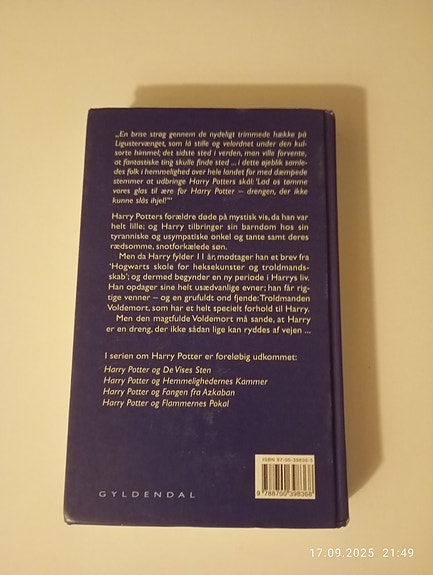 „En brise strøg gennem de nydeligt trimmede hække på
Ligustervænget, som lå stille og velordnet under den kul-
sorte himmel; det sidste sted i verden, man ville forvente,
at fantastiske ting skulle finde sted ... i dette øjeblik samle-
des folk i hemmelighed over hele landet for med dæmpede
stemmer at udbringe Harry Potters skål: 'Lad os tømme
vores glas til ære for Harry Potter – drengen, der ikke
kunne slås ihjel!'“
Harry Potters forældre døde på mystisk vis, da han var
helt lille; og Harry tilbringer sin barndom hos sin
tyranniske og usympatiske onkel og tante samt deres
rædsomme, snotforkælede søn.
Men da Harry fylder 11 år, modtager han et brev fra
'Hogwarts skole for heksekunster og troldmands-
skab'; og dermed begynder en ny periode i Harrys liv.
Han opdager sine helt usædvanlige evner; han får rig-
tige venner – og en grufuldt ond fjende: Troldmanden
Voldemort, som har et helt specielt forhold til Harry.
Men den magtfulde Voldemort må sande, at Harry
er en dreng, der ikke sådan lige kan ryddes af vejen ...
I serien om Harry Potter er foreløbig udkommet:
Harry Potter og De Vises Sten
Harry Potter og Hemmelighedernes Kammer
Harry Potter og Fangen fra Azkaban
Harry Potter og Flammernes Pokal
ISBN 87-00-39836-5
9 788700 398368
GYLDENDAL
17.09.2025 21:49